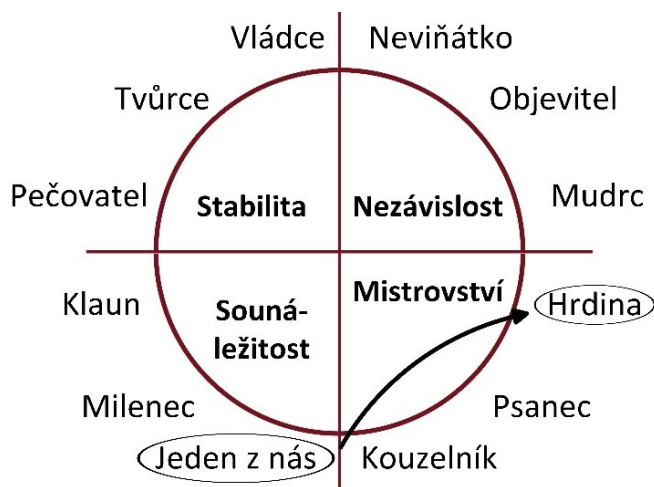 Vládce
Neviňátko
Tvůrce
Objevitel
Pečovatel
Stabilita
Nezávislost
Mudrc
Klaun
Souná-
ležitost
Mistrovství
Hrdina
Milenec
Psanec
Jeden z nás
Kouzelník